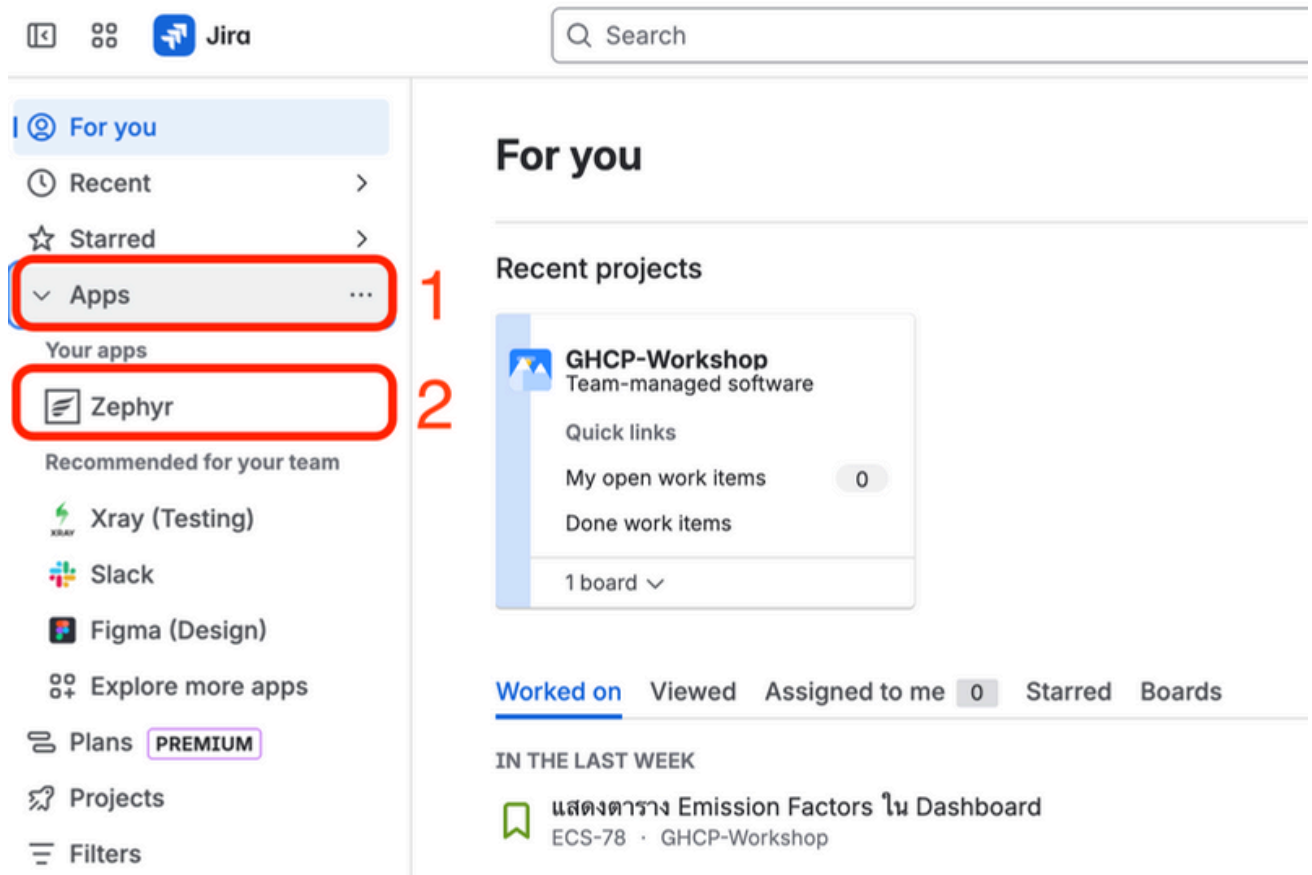 Jira
Search
For you
Recent
Starred
Apps
1
Your apps
Zephyr
2
Recommended for your team
XRAY
Xray (Testing)
Slack
Figma (Design)
Explore more apps
Plans PREMIUM
Projects
Filters
For you
Recent projects
GHCP-Workshop
Team-managed software
Quick links
My open work items 0
Done work items
1 board
Worked on Viewed Assigned to me 0 Starred Boards
IN THE LAST WEEK
แสดงตาราง Emission Factors ใน Dashboard
ECS-78 · GHCP-Workshop